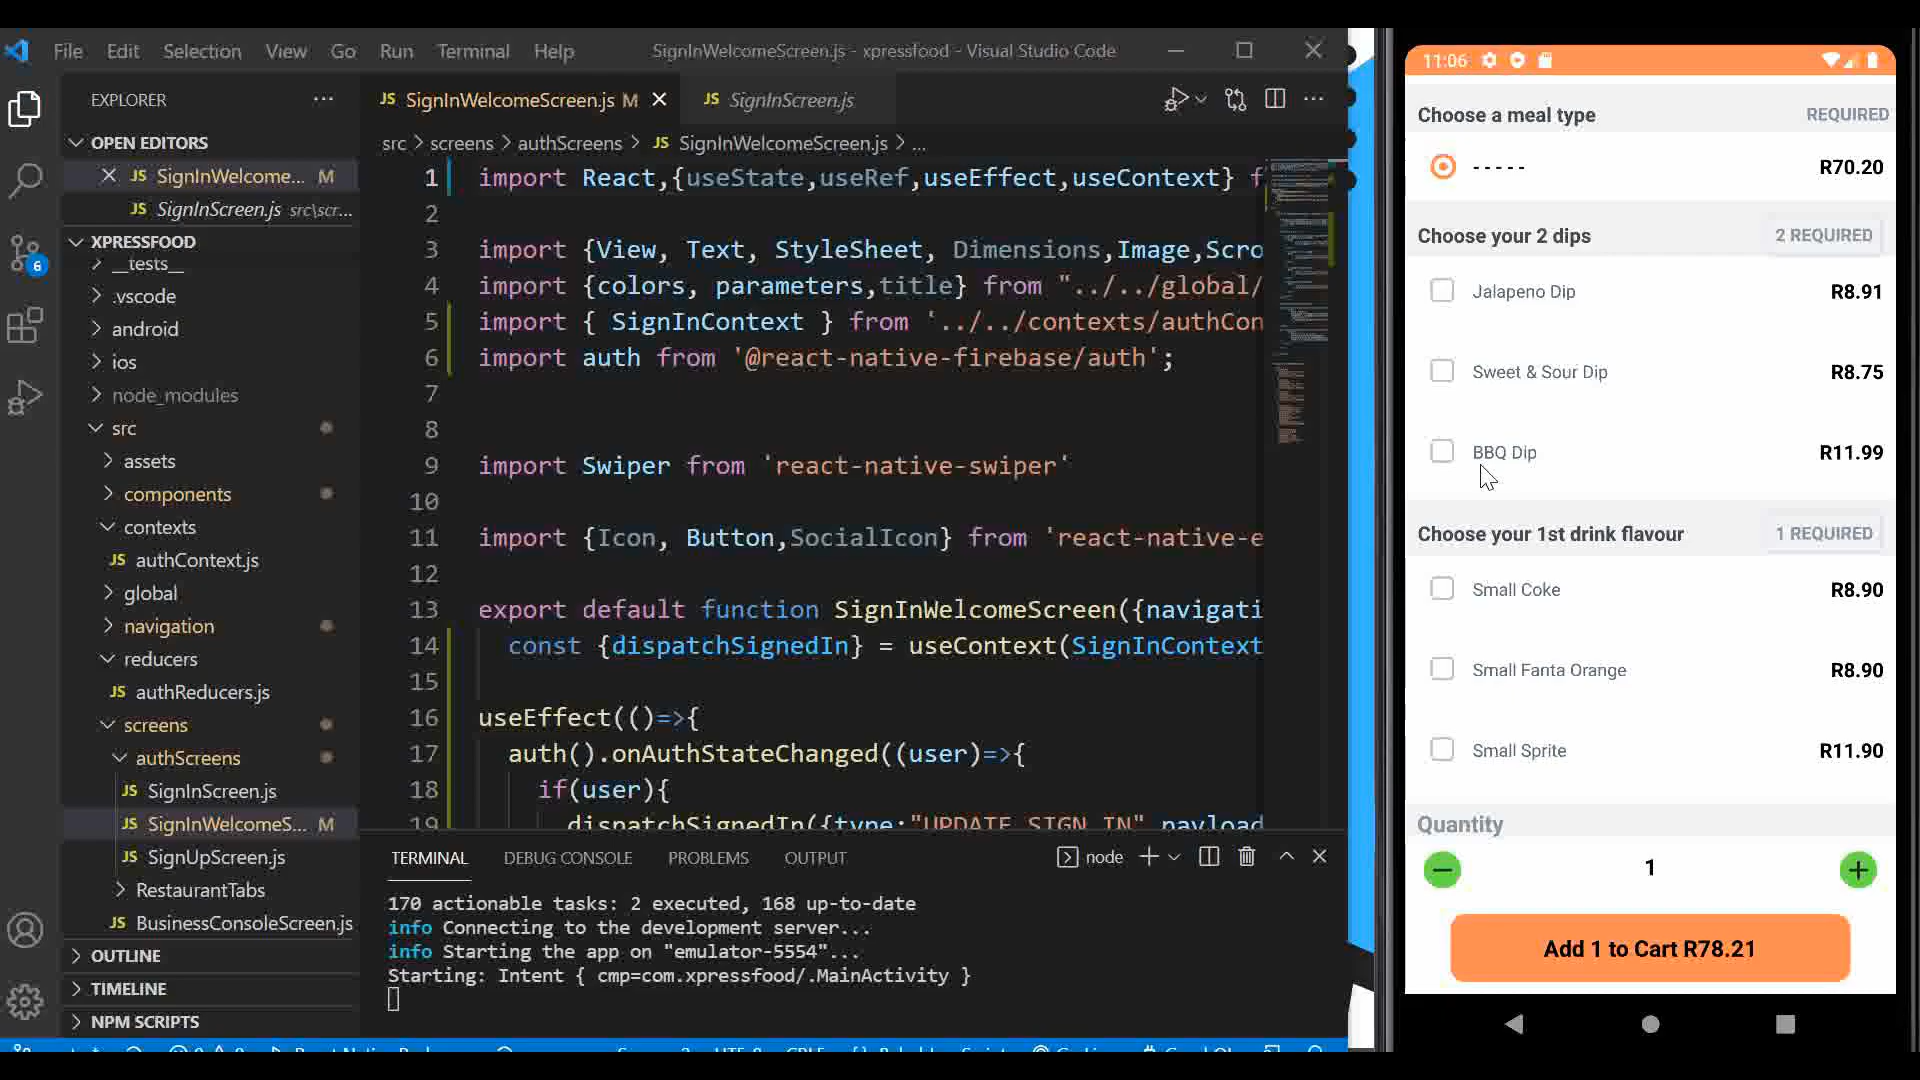 File Edit Selection View Go Run Terminal Help
SignInWelcomeScreen.js - xpressfood - Visual Studio Code
EXPLORER
OPEN EDITORS
JS SignInWelcome... M
JS SignInScreen.js src\scr...
XPRESSFOOD
__tests__
.vscode
android
ios
node_modules
src
assets
components
contexts
JS authContext.js
global
navigation
reducers
JS authReducers.js
screens
authScreens
JS SignInScreen.js
JS SignInWelcomeS... M
JS SignUpScreen.js
RestaurantTabs
JS BusinessConsoleScreen.js
OUTLINE
TIMELINE
NPM SCRIPTS
6
JS SignInWelcomeScreen.js M
JS SignInScreen.js
src > screens > authScreens > JS SignInWelcomeScreen.js > ...
1 import React,{useState,useRef,useEffect,useContext} f
2
3 import {View, Text, StyleSheet, Dimensions,Image,Scro
4 import {colors, parameters,title} from "../../global/
5 import { SignInContext } from '../../contexts/authCon
6 import auth from '@react-native-firebase/auth';
7
8
9 import Swiper from 'react-native-swiper'
10
11 import {Icon, Button,SocialIcon} from 'react-native-e
12
13 export default function SignInWelcomeScreen({navigati
14 const {dispatchSignedIn} = useContext(SignInContext
15
16 useEffect(()=>{
17 auth().onAuthStateChanged((user)=>{
18 if(user){
19 dispatchSignedIn({type:"UPDATE_SIGN_IN",payload
TERMINAL DEBUG CONSOLE PROBLEMS OUTPUT
node
170 actionable tasks: 2 executed, 168 up-to-date
info Connecting to the development server...
info Starting the app on "emulator-5554"...
Starting: Intent { cmp=com.xpressfood/.MainActivity }
11:06
Choose a meal type REQUIRED
----- R70.20
Choose your 2 dips 2 REQUIRED
Jalapeno Dip R8.91
Sweet & Sour Dip R8.75
BBQ Dip R11.99
Choose your 1st drink flavour 1 REQUIRED
Small Coke R8.90
Small Fanta Orange R8.90
Small Sprite R11.90
Quantity
1
Add 1 to Cart R78.21